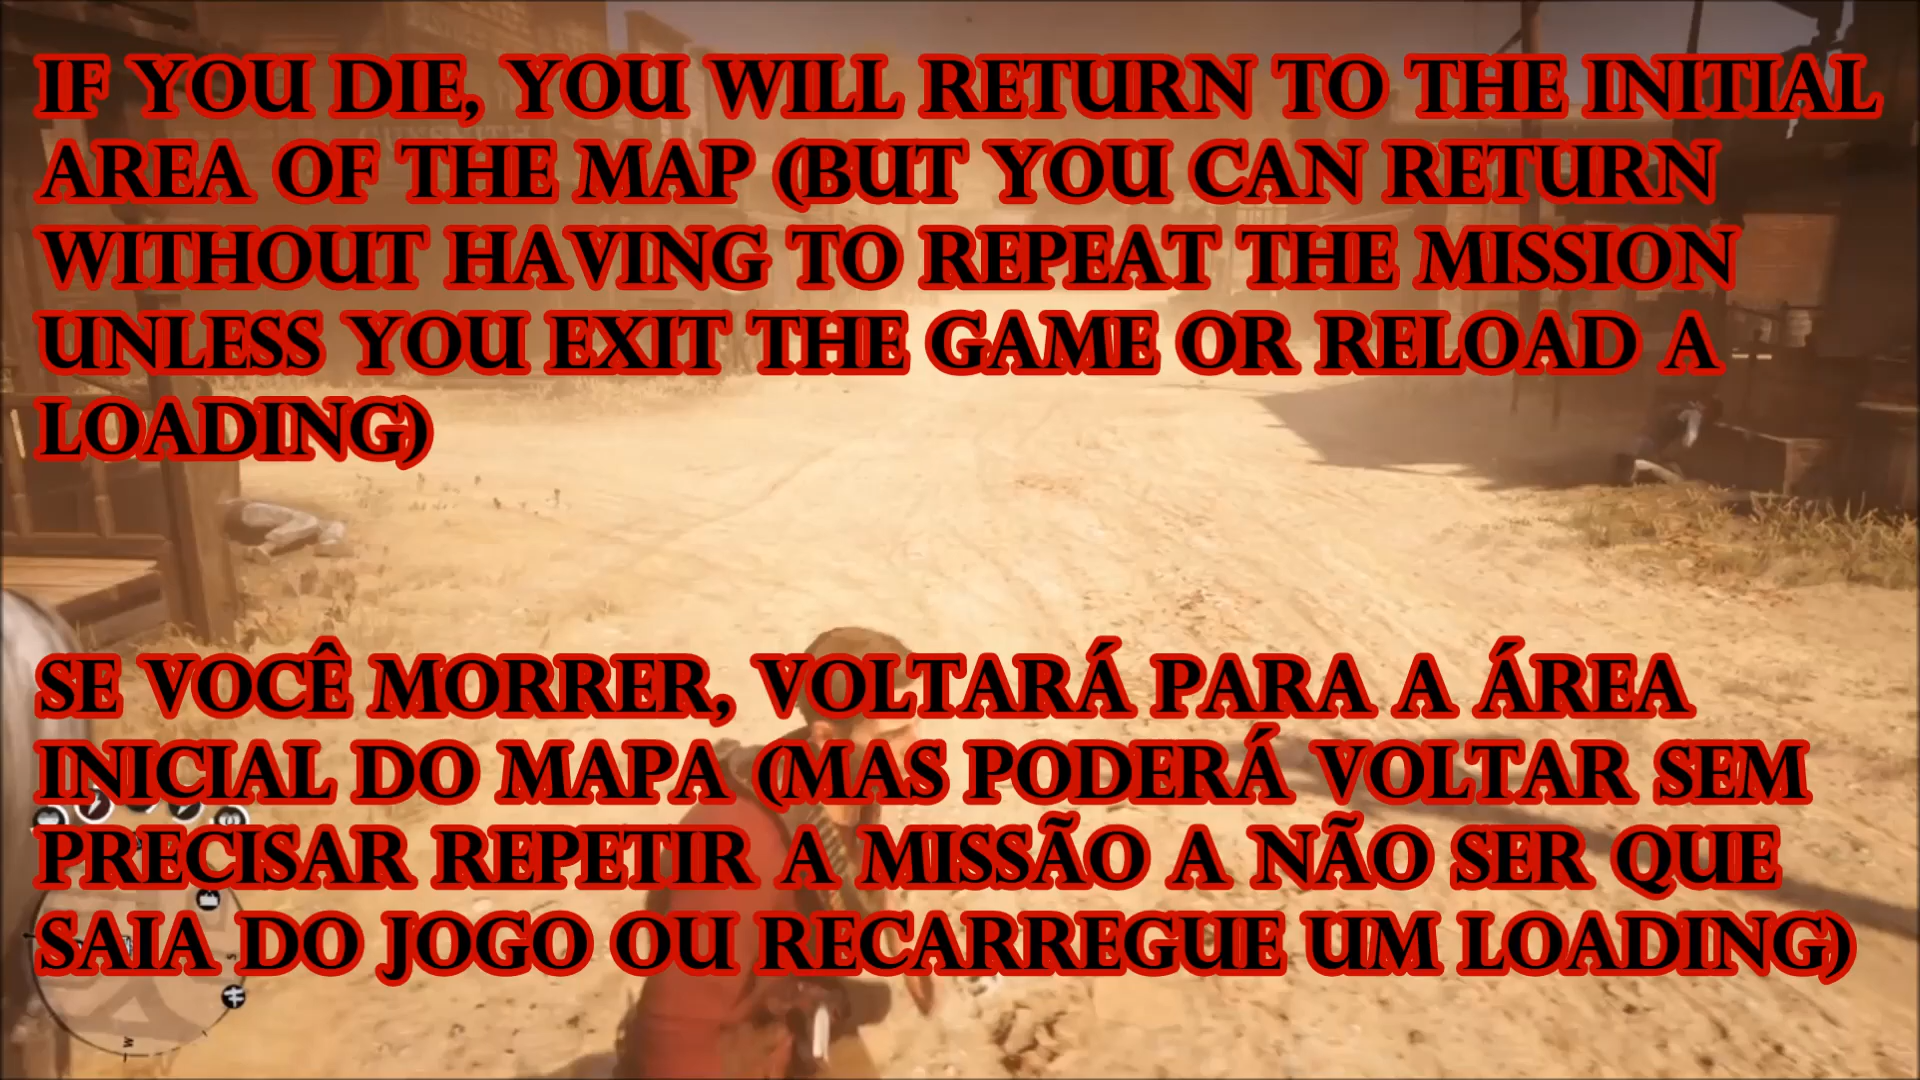 IF YOU DIE, YOU WILL RETURN TO THE INITIAL
AREA OF THE MAP (BUT YOU CAN RETURN
WITHOUT HAVING TO REPEAT THE MISSION
UNLESS YOU EXIT THE GAME OR RELOAD A
LOADING)
SE VOCÊ MORRER, VOLTARÁ PARA A ÁREA
INICIAL DO MAPA (MAS PODERÁ VOLTAR SEM
PRECISAR REPETIR A MISSÃO A NÃO SER QUE
SAIA DO JOGO OU RECARREGUE UM LOADING)
S
W